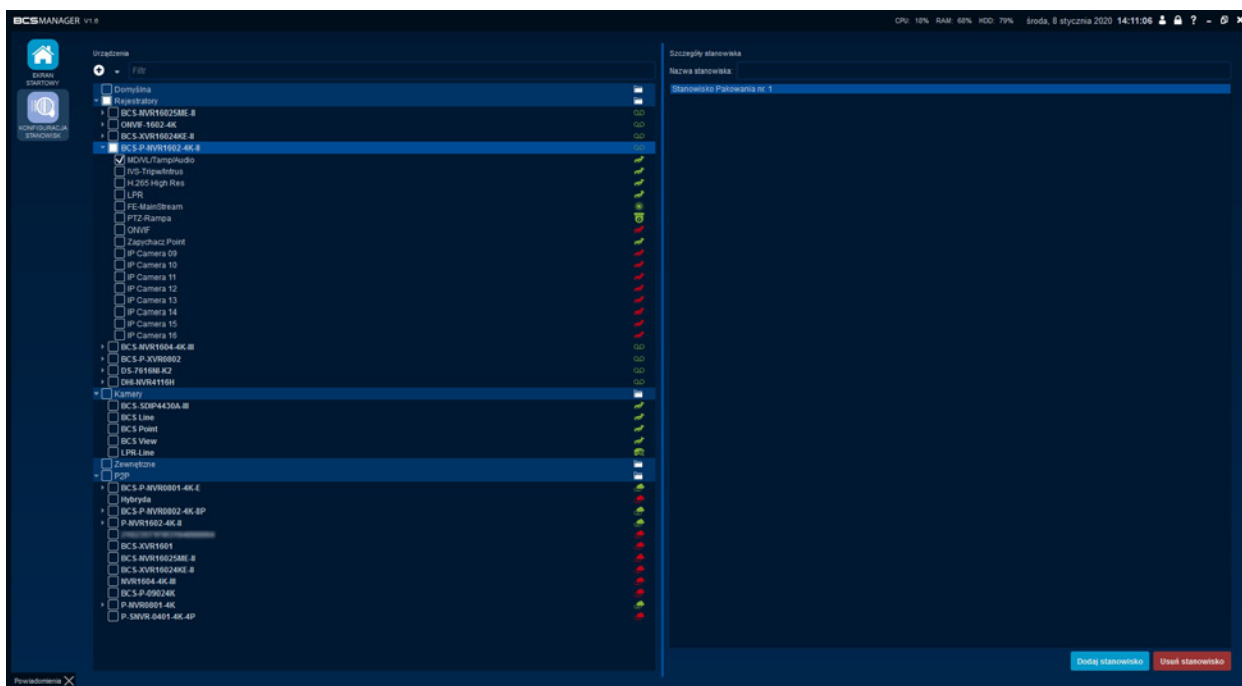 BCSMANAGER V1.0
CPU: 10% RAM: 60% HDD: 79% środa, 8 stycznia 2020 14:11:06 ?
EKRAN
STARTOWY
KONFIGURACJA
STANOWISK
Urządzenia
Filtr
Domyślna
Rejestratory
BCS-NVR16025ME-II
ONVIF-1602-4K
BCS-XVR16024KE-II
BCS-P-NVR1602-4K-II
MD/VL/Tamp/Audio
IVS-Tripw/Intrus
H.265 High Res
LPR
FE-MainStream
PTZ-Rampa
ONVIF
Zapychacz Point
IP Camera 09
IP Camera 10
IP Camera 11
IP Camera 12
IP Camera 13
IP Camera 14
IP Camera 15
IP Camera 16
BCS-NVR1604-4K-III
BCS-P-XVR0802
DS-7616NI-K2
DHI-NVR4116H
Kamery
BCS-SDIP4430A-III
BCS Line
BCS Point
BCS View
LPR-Line
Zewnętrzne
P2P
BCS-P-NVR0801-4K-E
Hybryda
BCS-P-NVR0802-4K-8P
P-NVR1602-4K-II
BCS-XVR1601
BCS-NVR16025ME-II
BCS-XVR16024KE-II
NVR1604-4K-III
BCS-P-09024K
P-NVR0801-4K
P-SNVR-0401-4K-4P
Szczegóły stanowiska
Nazwa stanowiska:
Stanowisko Pakowania nr. 1
Dodaj stanowisko Usuń stanowisko
Powiadomienia